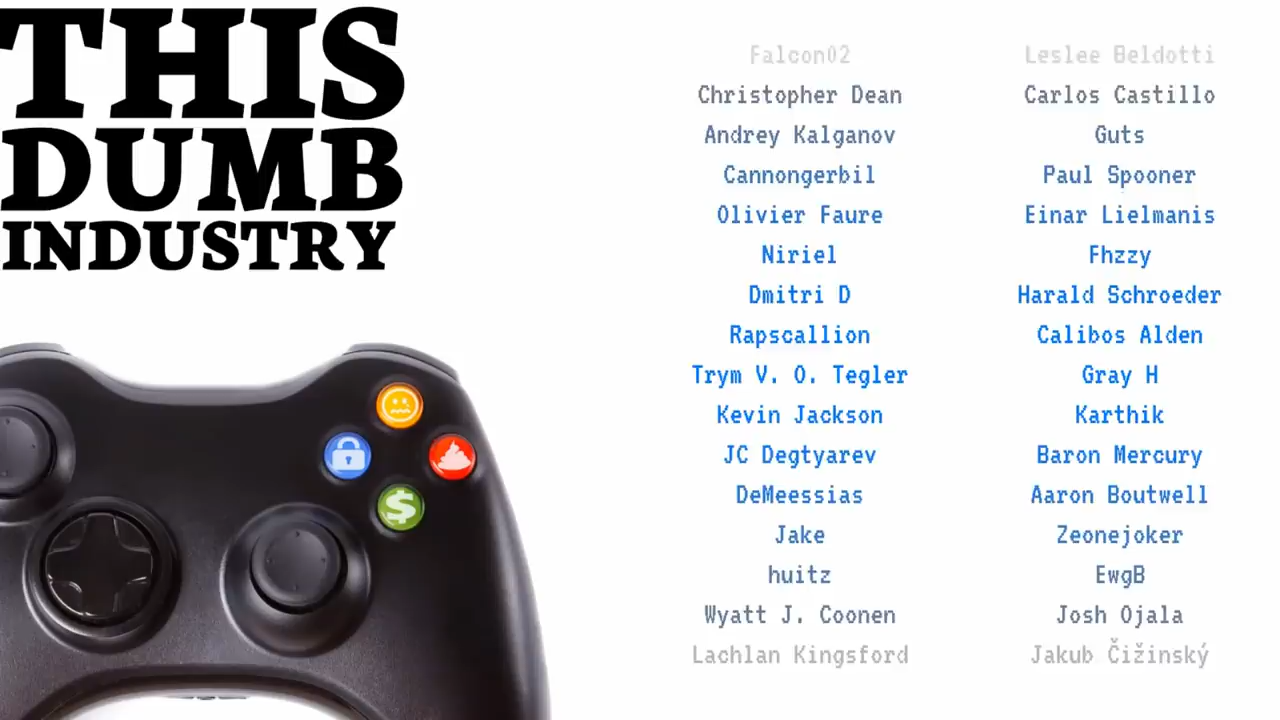 THIS
DUMB
INDUSTRY
Falcon02
Leslee Beldotti
Christopher Dean
Carlos Castillo
Andrey Kalganov
Guts
Cannongerbil
Paul Spooner
Olivier Faure
Einar Lielmanis
Niriel
Fhzzy
Dmitri D
Harald Schroeder
Rapscallion
Calibos Alden
Trym V. O. Tegler
Gray H
Kevin Jackson
Karthik
JC Degtyarev
Baron Mercury
DeMeessias
Aaron Boutwell
Jake
Zeonejoker
huitz
EwgB
Wyatt J. Coonen
Josh Ojala
Lachlan Kingsford
Jakub Čižinský
$